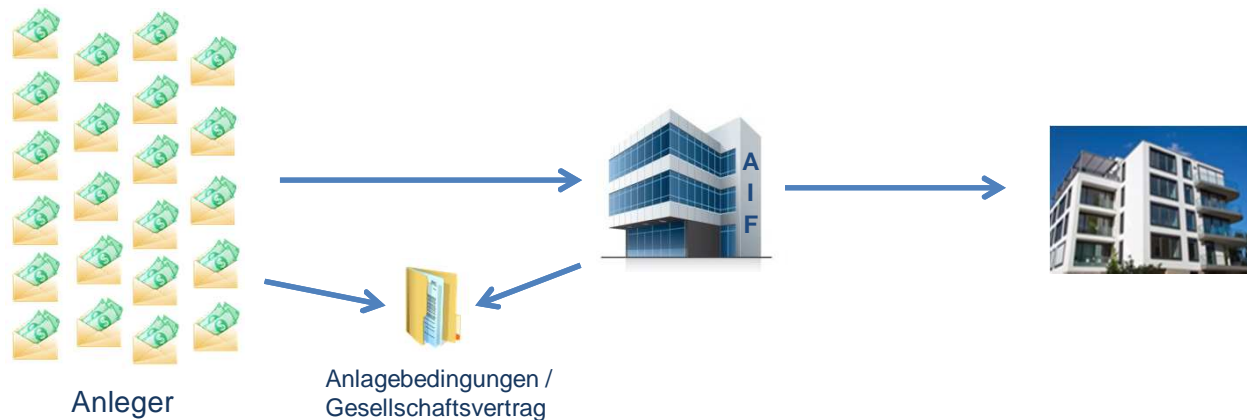 A
I
F
Anleger
Anlagebedingungen /
Gesellschaftsvertrag